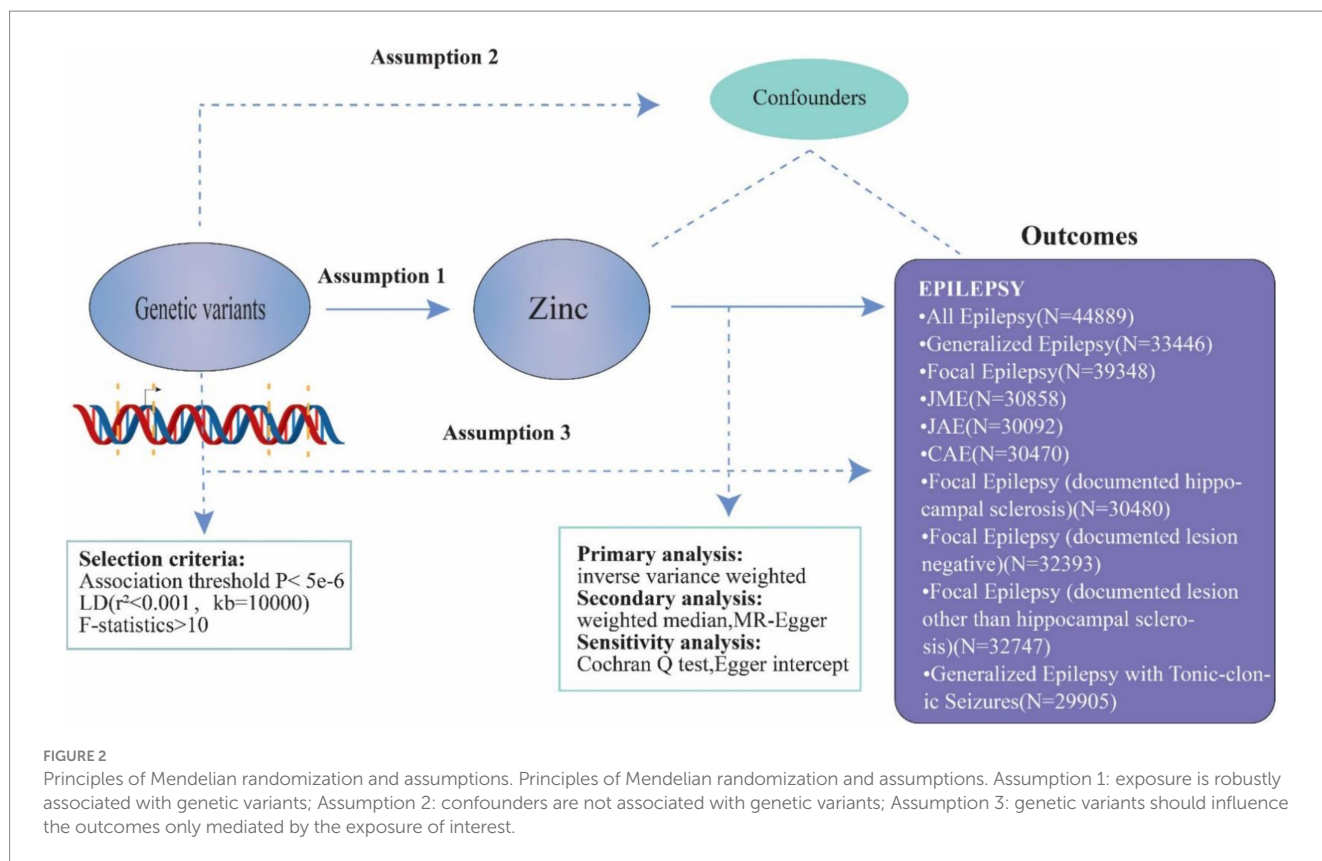 Assumption 2
Confounders
Outcomes
Genetic variants
Assumption 1
Zinc
Assumption 3
EPILEPSY
•All Epilepsy(N=44889)
•Generalized Epilepsy(N=33446)
•Focal Epilepsy(N=39348)
•JME(N=30858)
•JAE(N=30092)
•CAE(N=30470)
•Focal Epilepsy (documented hippo-
campal sclerosis)(N=30480)
•Focal Epilepsy (documented lesion
negative)(N=32393)
•Focal Epilepsy (documented lesion
other than hippocampal sclero-
sis)(N=32747)
•Generalized Epilepsy with Tonic-clon-
ic Seizures(N=29905)
Selection criteria:
Association threshold P< 5e-6
LD(r²<0.001, kb=10000)
F-statistics>10
Primary analysis:
inverse variance weighted
Secondary analysis:
weighted median,MR-Egger
Sensitivity analysis:
Cochran Q test,Egger intercept
FIGURE 2
Principles of Mendelian randomization and assumptions. Principles of Mendelian randomization and assumptions. Assumption 1: exposure is robustly
associated with genetic variants; Assumption 2: confounders are not associated with genetic variants; Assumption 3: genetic variants should influence
the outcomes only mediated by the exposure of interest.